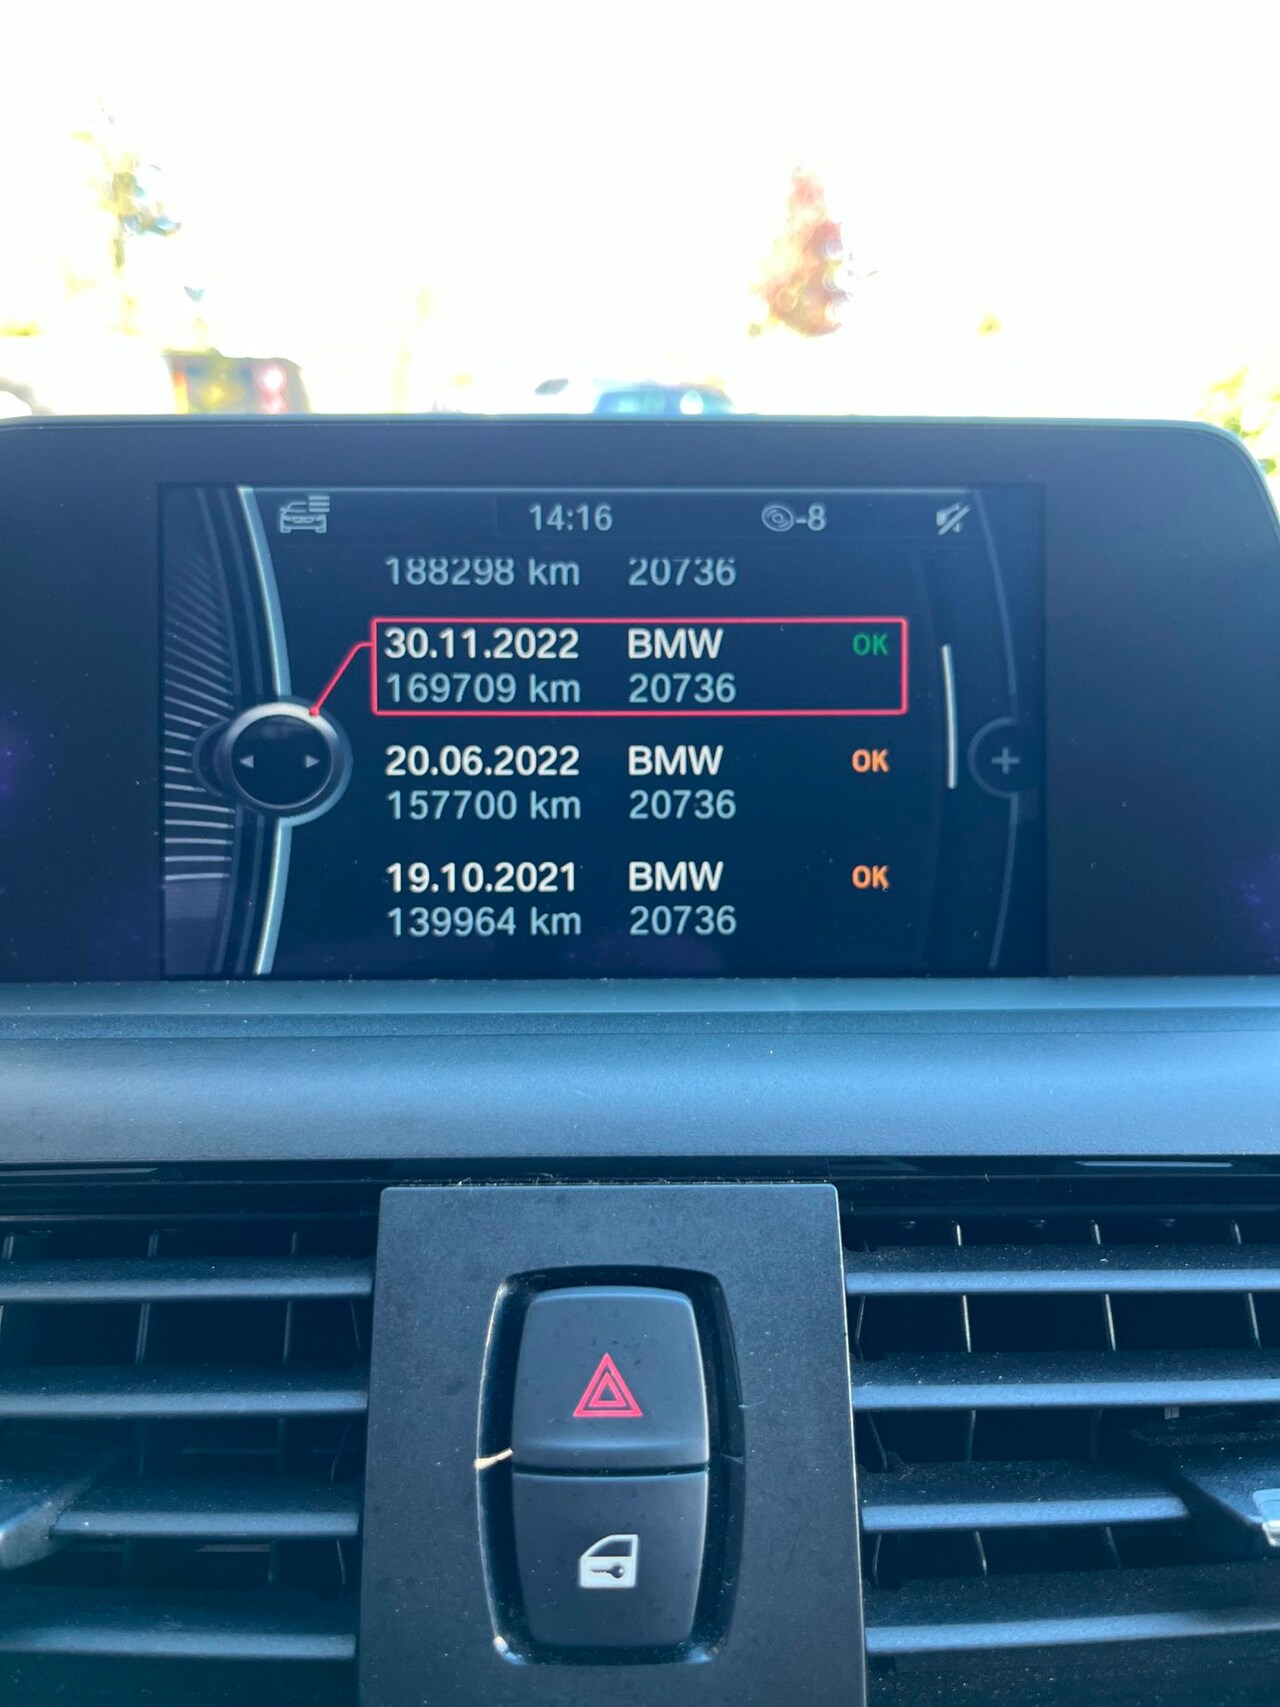 14:16 -8
188298 km 20736
30.11.2022 BMW OK
169709 km 20736
20.06.2022 BMW OK
157700 km 20736
19.10.2021 BMW OK
139964 km 20736